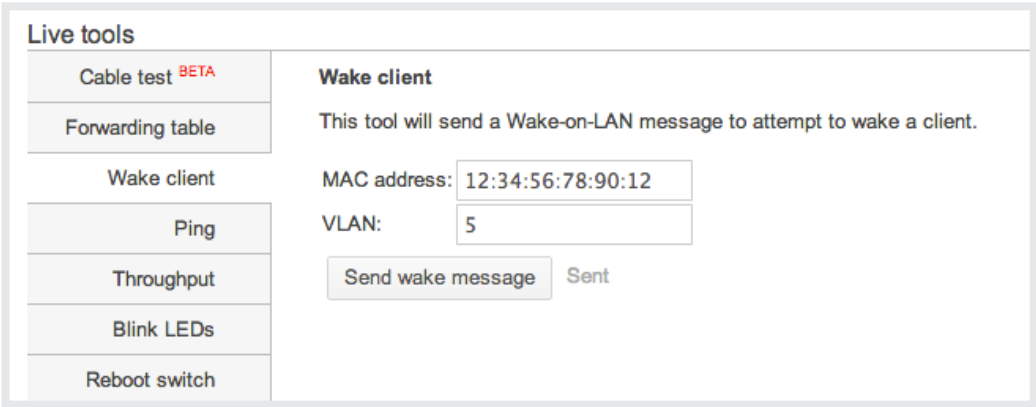 Live tools
Cable test BETA
Forwarding table
Wake client
Ping
Throughput
Blink LEDs
Reboot switch
Wake client
This tool will send a Wake-on-LAN message to attempt to wake a client.
MAC address: 12:34:56:78:90:12
VLAN: 5
Send wake message Sent